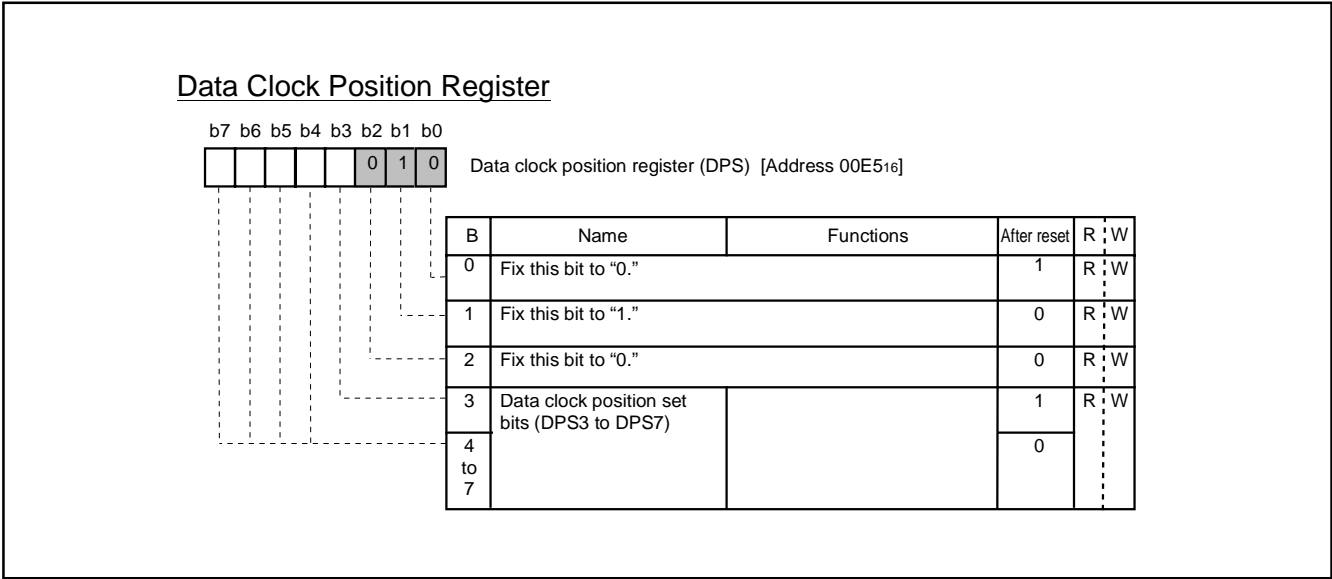 Data Clock Position Register
b7 b6 b5 b4 b3 b2 b1 b0
0 1 0
Data clock position register (DPS) [Address 00E516]
B Name Functions After reset R W
0 Fix this bit to “0.” 1 R W
1 Fix this bit to “1.” 0 R W
2 Fix this bit to “0.” 0 R W
3 Data clock position set 1 R W
bits (DPS3 to DPS7)
4 0
to
7